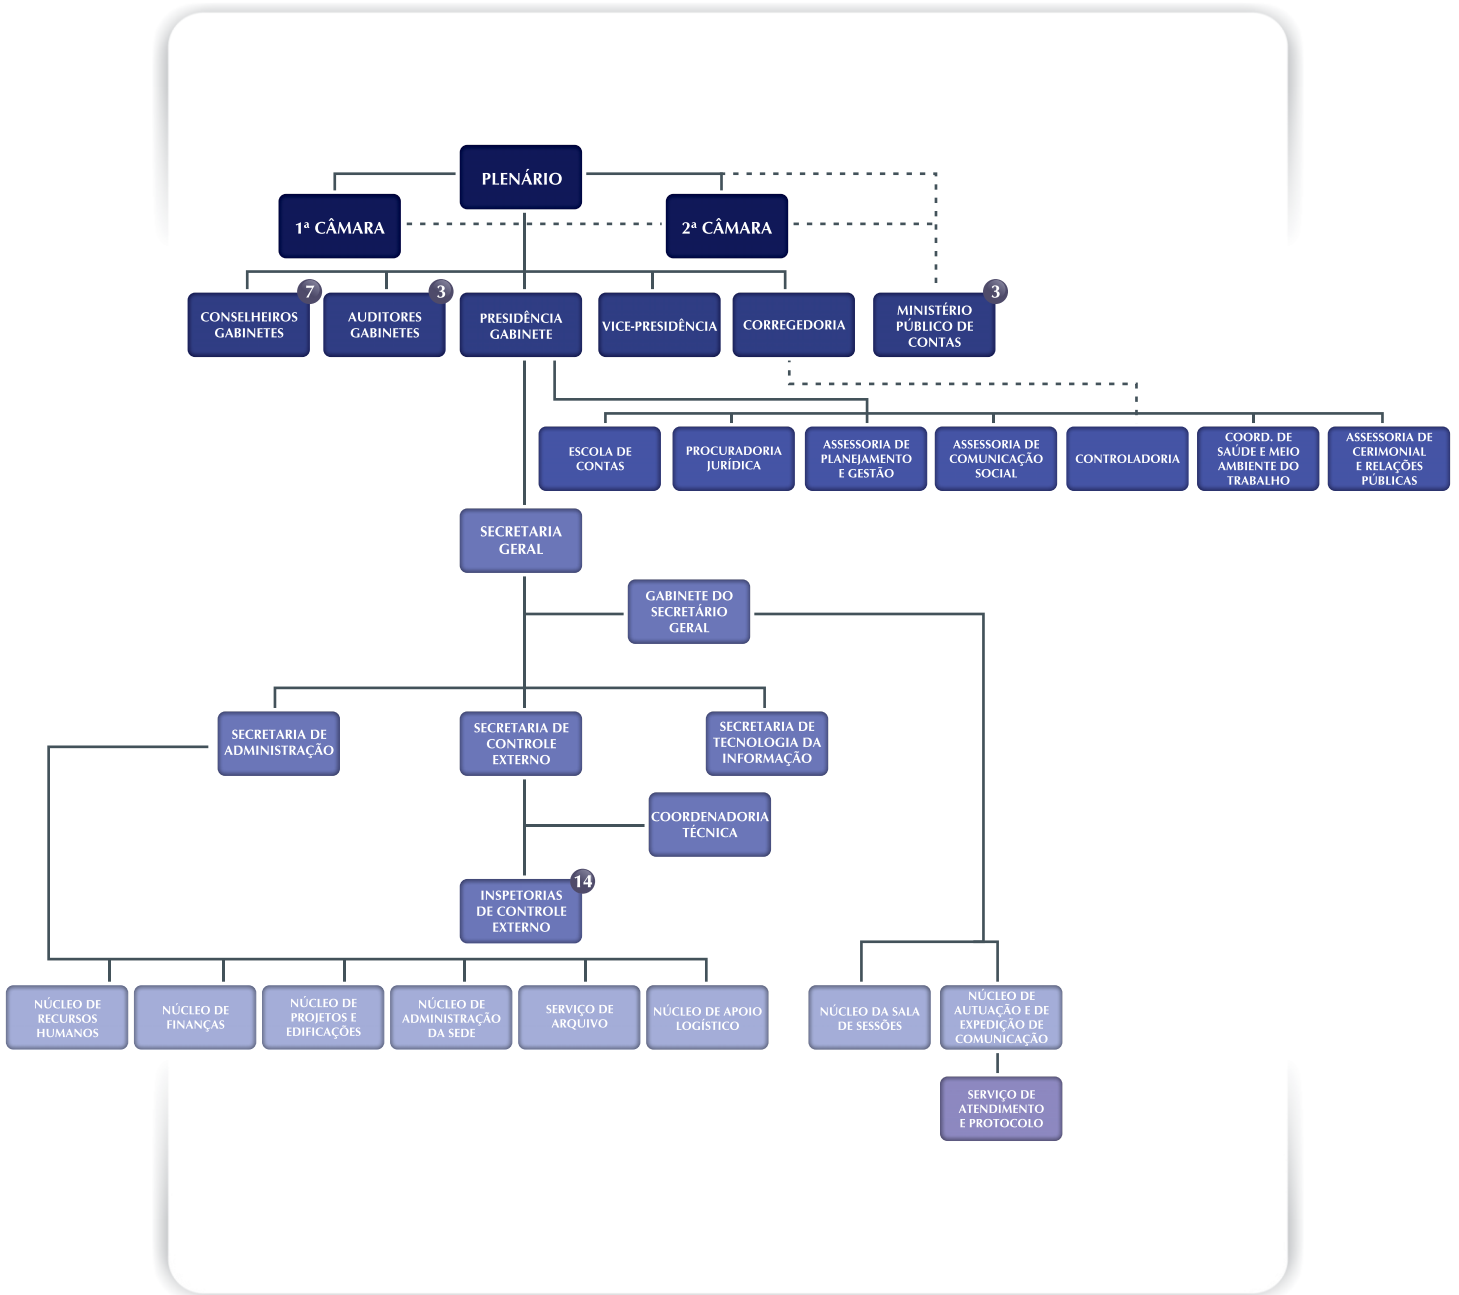 PLENÁRIO
1ª CÂMARA
2ª CÂMARA
7
CONSELHEIROS
GABINETES
3
AUDITORES
GABINETES
PRESIDÊNCIA
GABINETE
VICE-PRESIDÊNCIA
CORREGEDORIA
3
MINISTÉRIO
PÚBLICO DE
CONTAS
ESCOLA DE
CONTAS
PROCURADORIA
JURÍDICA
ASSESSORIA DE
PLANEJAMENTO
E GESTÃO
ASSESSORIA DE
COMUNICAÇÃO
SOCIAL
CONTROLADORIA
COORD. DE
SAÚDE E MEIO
AMBIENTE DO
TRABALHO
ASSESSORIA DE
CERIMONIAL
E RELAÇÕES
PÚBLICAS
SECRETARIA
GERAL
GABINETE DO
SECRETÁRIO
GERAL
SECRETARIA DE
ADMINISTRAÇÃO
SECRETARIA DE
CONTROLE
EXTERNO
SECRETARIA DE
TECNOLOGIA DA
INFORMAÇÃO
COORDENADORIA
TÉCNICA
14
INSPETORIAS
DE CONTROLE
EXTERNO
NÚCLEO DE
RECURSOS
HUMANOS
NÚCLEO DE
FINANÇAS
NÚCLEO DE
PROJETOS E
EDIFICAÇÕES
NÚCLEO DE
ADMINISTRAÇÃO
DA SEDE
SERVIÇO DE
ARQUIVO
NÚCLEO DE APOIO
LOGÍSTICO
NÚCLEO DA SALA
DE SESSÕES
NÚCLEO DE
AUTUAÇÃO E DE
EXPEDIÇÃO DE
COMUNICAÇÃO
SERVIÇO DE
ATENDIMENTO
E PROTOCOLO